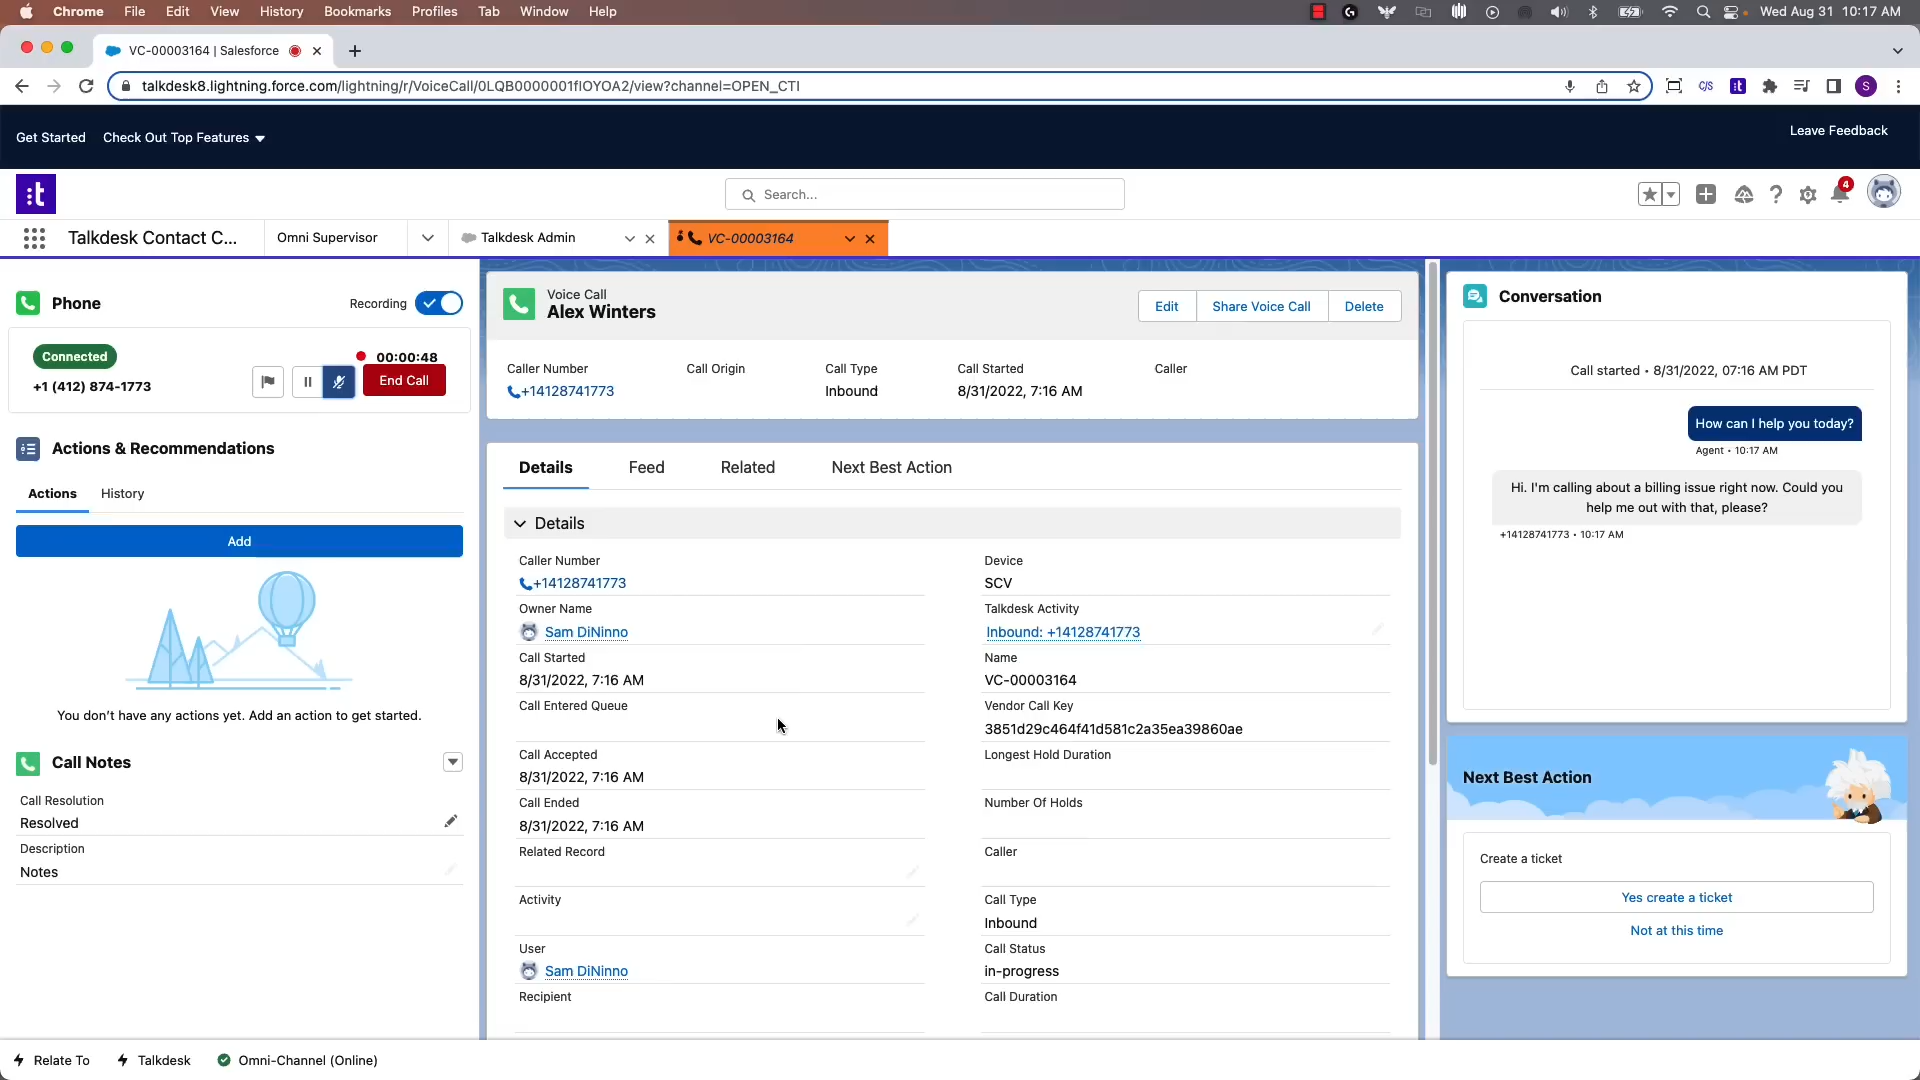 Chrome File Edit View History Bookmarks Profiles Tab Window Help
Wed Aug 31 10:17 AM
VC-00003164 | Salesforce
talkdesk8.lightning.force.com/lightning/r/VoiceCall/0LQB0000001fIOYOA2/view?channel=OPEN_CTI
C/S
:t
S
Get Started Check Out Top Features
Leave Feedback
:t
Search...
4
Talkdesk Contact C...
Omni Supervisor
Talkdesk Admin
VC-00003164
Phone
Recording
Connected
00:00:48
+1 (412) 874-1773
End Call
Actions & Recommendations
Actions History
Add
You don't have any actions yet. Add an action to get started.
Call Notes
Call Resolution
Resolved
Description
Notes
Voice Call
Alex Winters
Edit Share Voice Call Delete
Caller Number Call Origin Call Type Call Started Caller
+14128741773 Inbound 8/31/2022, 7:16 AM
Details Feed Related Next Best Action
Details
Caller Number
+14128741773
Owner Name
Sam DiNinno
Call Started
8/31/2022, 7:16 AM
Call Entered Queue
Call Accepted
8/31/2022, 7:16 AM
Call Ended
8/31/2022, 7:16 AM
Related Record
Activity
User
Sam DiNinno
Recipient
Device
SCV
Talkdesk Activity
Inbound: +14128741773
Name
VC-00003164
Vendor Call Key
3851d29c464f41d581c2a35ea39860ae
Longest Hold Duration
Number Of Holds
Caller
Call Type
Inbound
Call Status
in-progress
Call Duration
Conversation
Call started • 8/31/2022, 07:16 AM PDT
How can I help you today?
Agent • 10:17 AM
Hi. I'm calling about a billing issue right now. Could you
help me out with that, please?
+14128741773 • 10:17 AM
Next Best Action
Create a ticket
Yes create a ticket
Not at this time
Relate To Talkdesk Omni-Channel (Online)